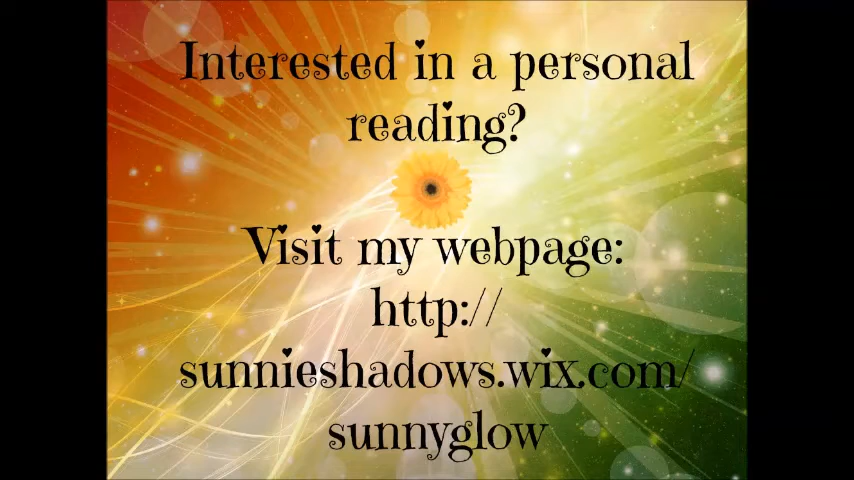 Interested in a personal
reading?
Visit my webpage:
http://
sunnieshadows.wix.com/
sunnyglow